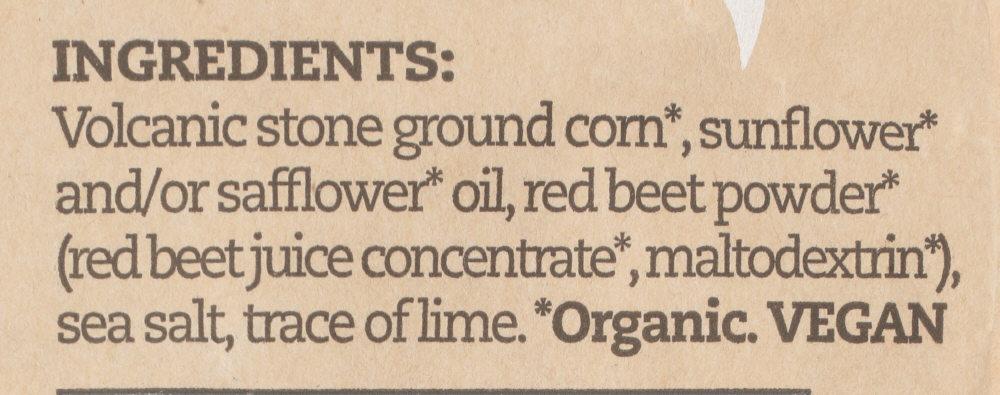 INGREDIENTS:
Volcanic stone ground corn*, sunflower*
and/or safflower* oil, red beet powder*
(red beet juice concentrate*, maltodextrin*),
sea salt, trace of lime. *Organic. VEGAN